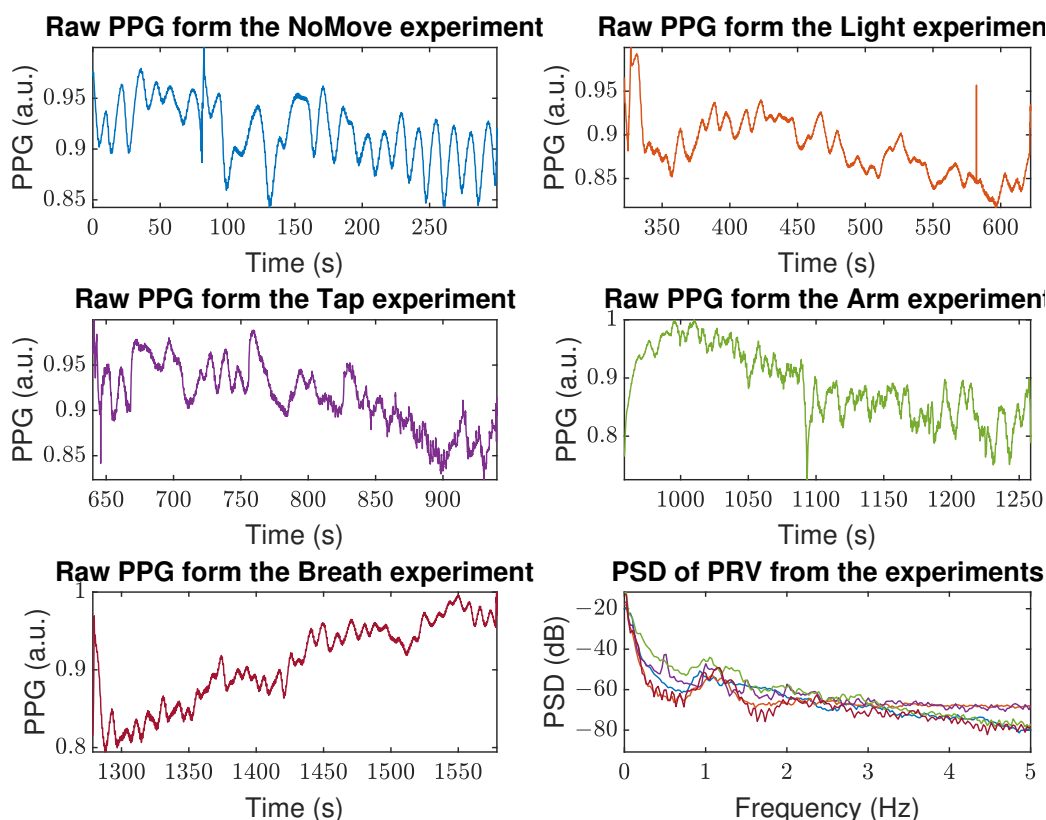 Raw PPG form the NoMove experiment
PPG (a.u.)
0.95
0.9
0.85
0 50 100 150 200 250
Time (s)
Raw PPG form the Light experiment
PPG (a.u.)
0.95
0.9
0.85
350 400 450 500 550 600
Time (s)
Raw PPG form the Tap experiment
PPG (a.u.)
0.95
0.9
0.85
650 700 750 800 850 900
Time (s)
Raw PPG form the Arm experiment
PPG (a.u.)
1
0.9
0.8
1000 1050 1100 1150 1200 1250
Time (s)
Raw PPG form the Breath experiment
PPG (a.u.)
1
0.9
0.8
1300 1350 1400 1450 1500 1550
Time (s)
PSD of PRV from the experiments
PSD (dB)
−20
−40
−60
−80
0 1 2 3 4 5
Frequency (Hz)